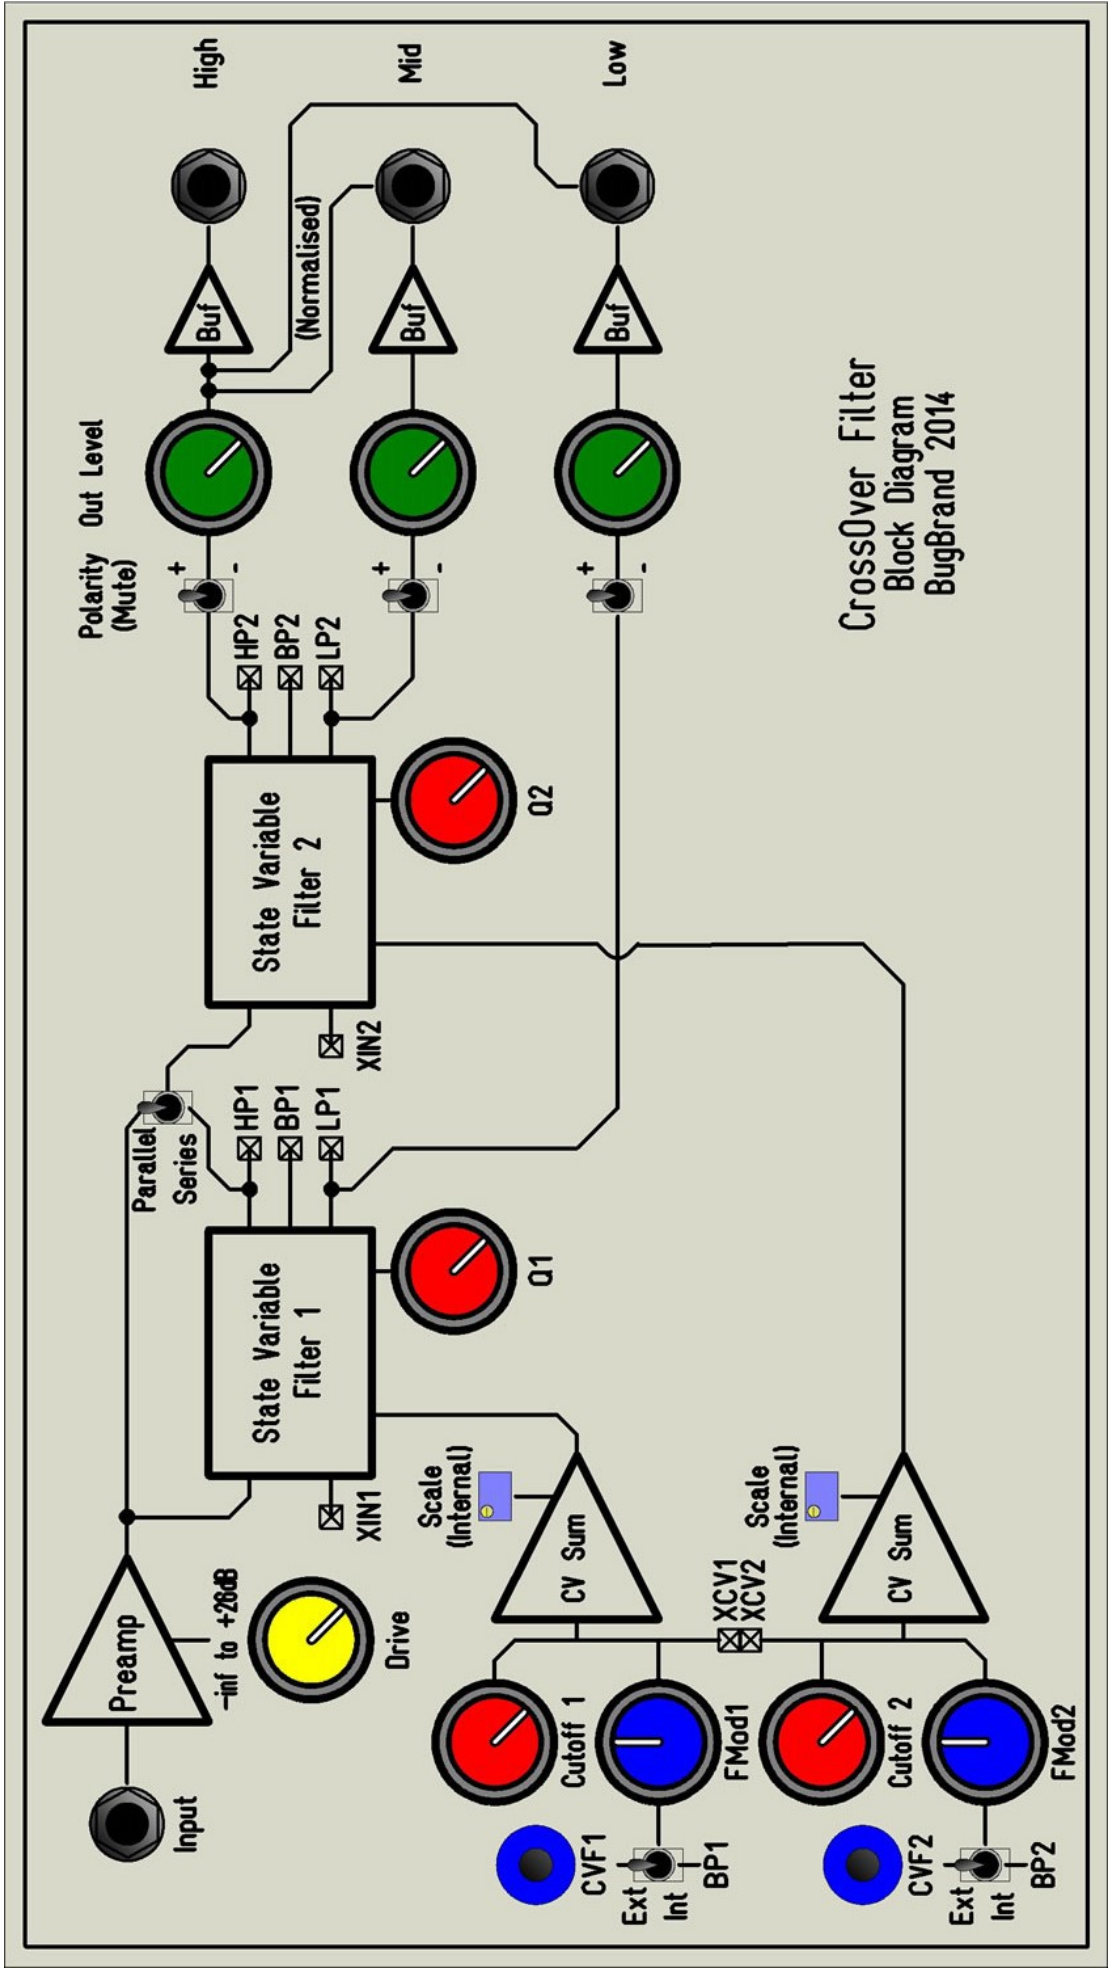 Input
Preamp
-inf to +26dB
Drive
Parallel
Series
State Variable
Filter 1
XIN1
HP1
BP1
LP1
Q1
State Variable
Filter 2
XIN2
HP2
BP2
LP2
Q2
Polarity
(Mute)
Out Level
+
-
+
-
+
-
Buf
Buf
Buf
(Normalised)
High
Mid
Low
CVF1
Ext
Int
BP1
Cutoff 1
FMod1
CV Sum
Scale
(Internal)
XCV1
XCV2
CVF2
Ext
Int
BP2
Cutoff 2
FMod2
CV Sum
Scale
(Internal)
CrossOver Filter
Block Diagram
BugBrand 2014